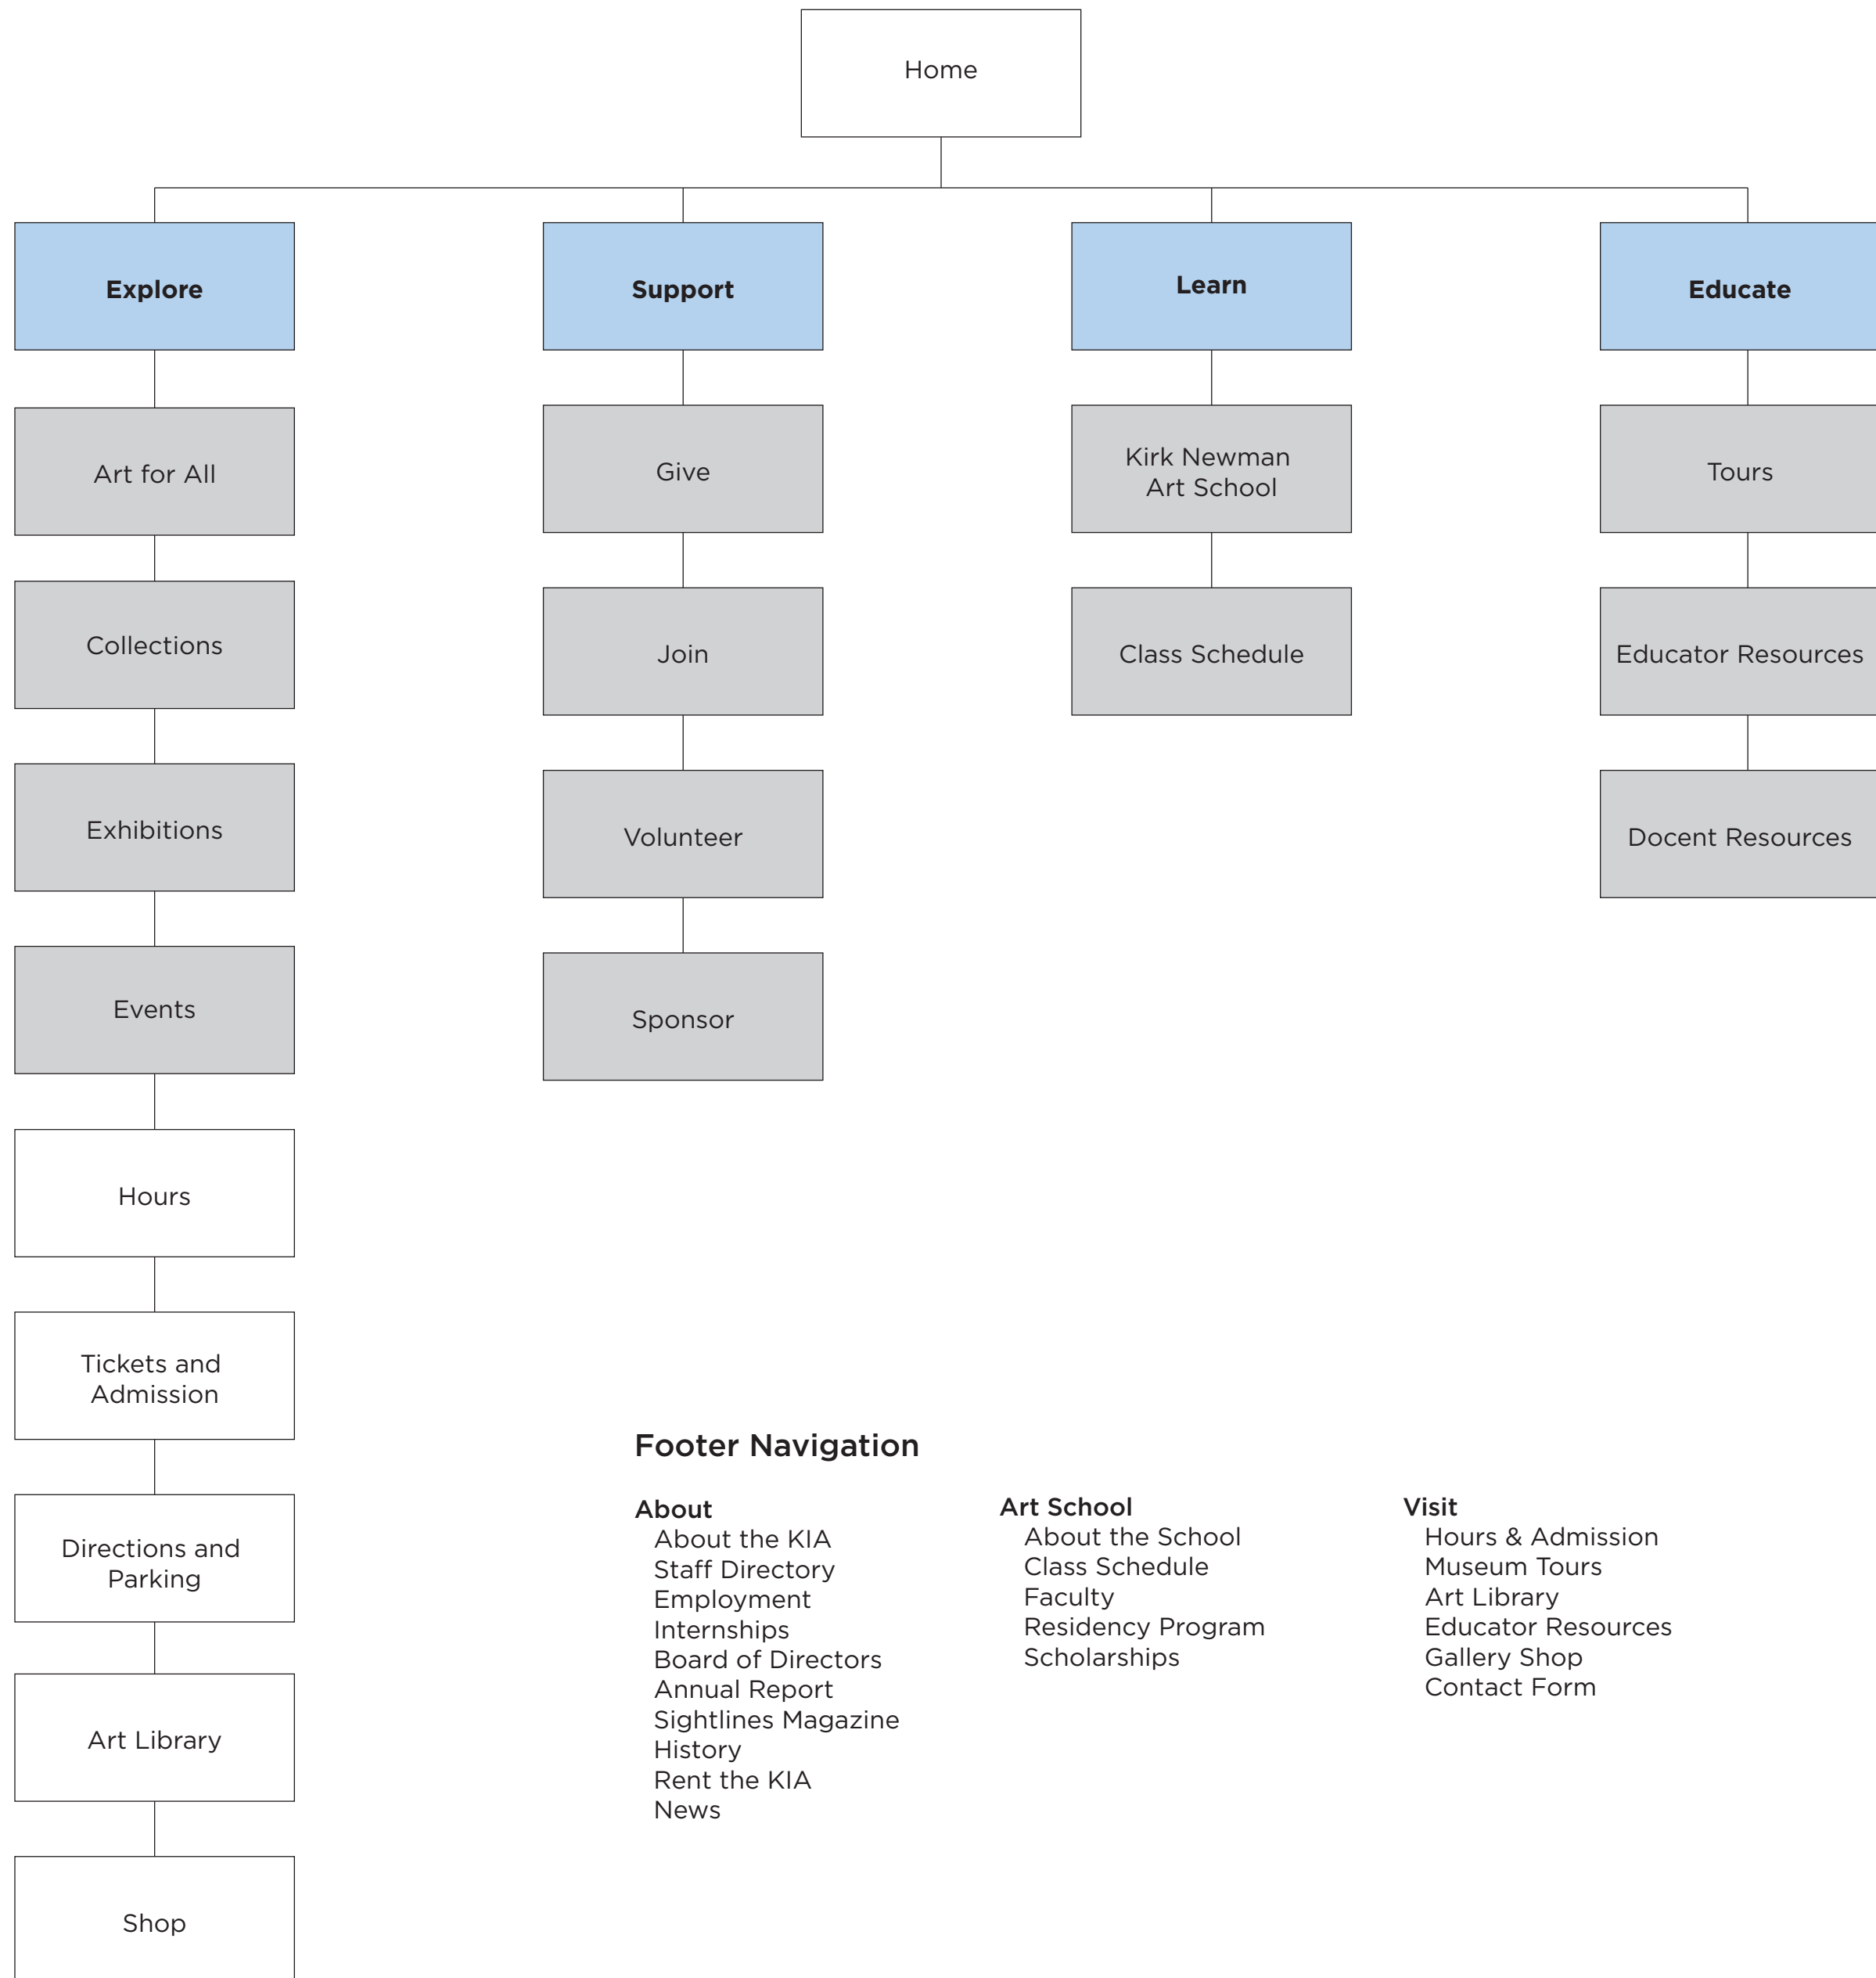 Home
Explore
Art for All
Collections
Exhibitions
Events
Hours
Tickets and
Admission
Directions and
Parking
Art Library
Shop
Support
Give
Join
Volunteer
Sponsor
Learn
Kirk Newman
Art School
Class Schedule
Educate
Tours
Educator Resources
Docent Resources
Footer Navigation
About
About the KIA
Staff Directory
Employment
Internships
Board of Directors
Annual Report
Sightlines Magazine
History
Rent the KIA
News
Art School
About the School
Class Schedule
Faculty
Residency Program
Scholarships
Visit
Hours & Admission
Museum Tours
Art Library
Educator Resources
Gallery Shop
Contact Form